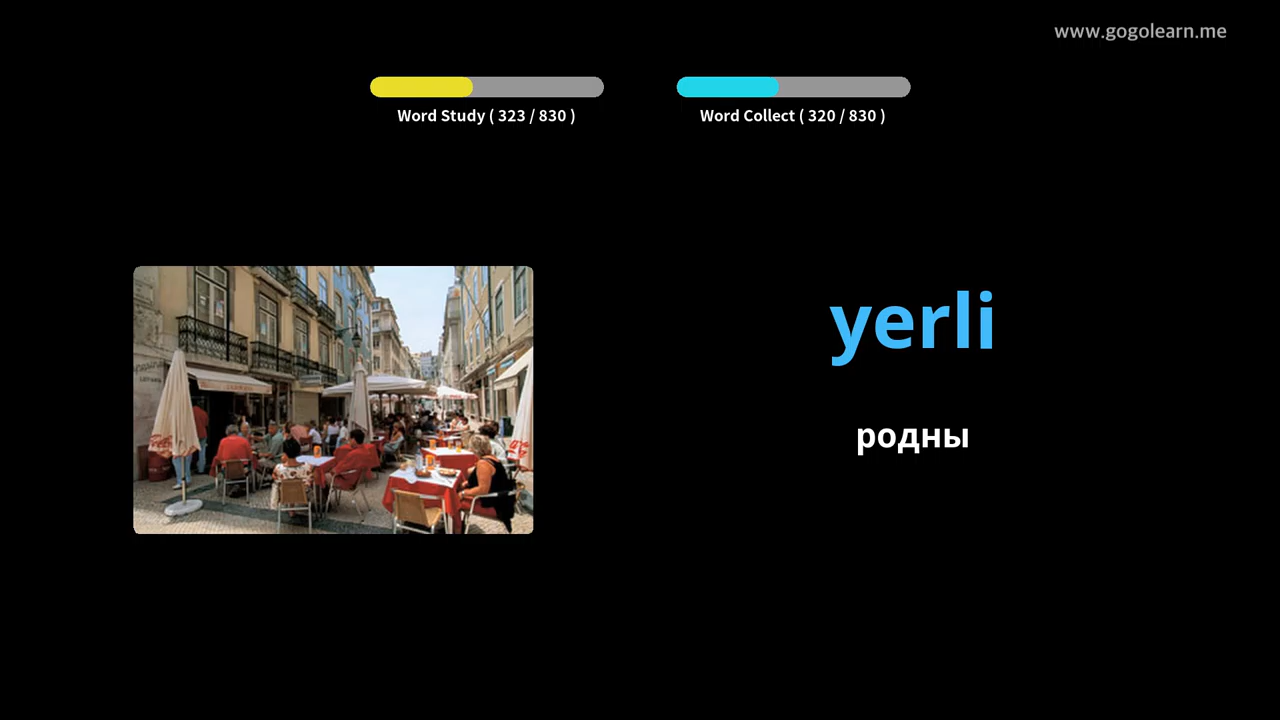 www.gogolearn.me
Word Study ( 323 / 830 )
Word Collect ( 320 / 830 )
yerli
родны